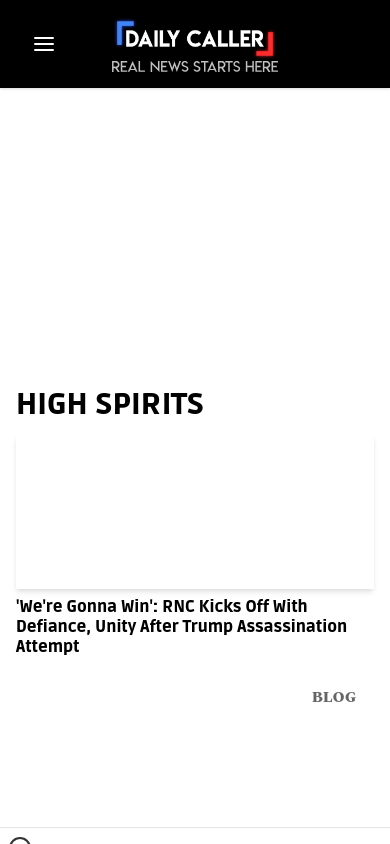 DAILY CALLER
REAL NEWS STARTS HERE
HIGH SPIRITS
'We're Gonna Win': RNC Kicks Off With
Defiance, Unity After Trump Assassination
Attempt
BLOG